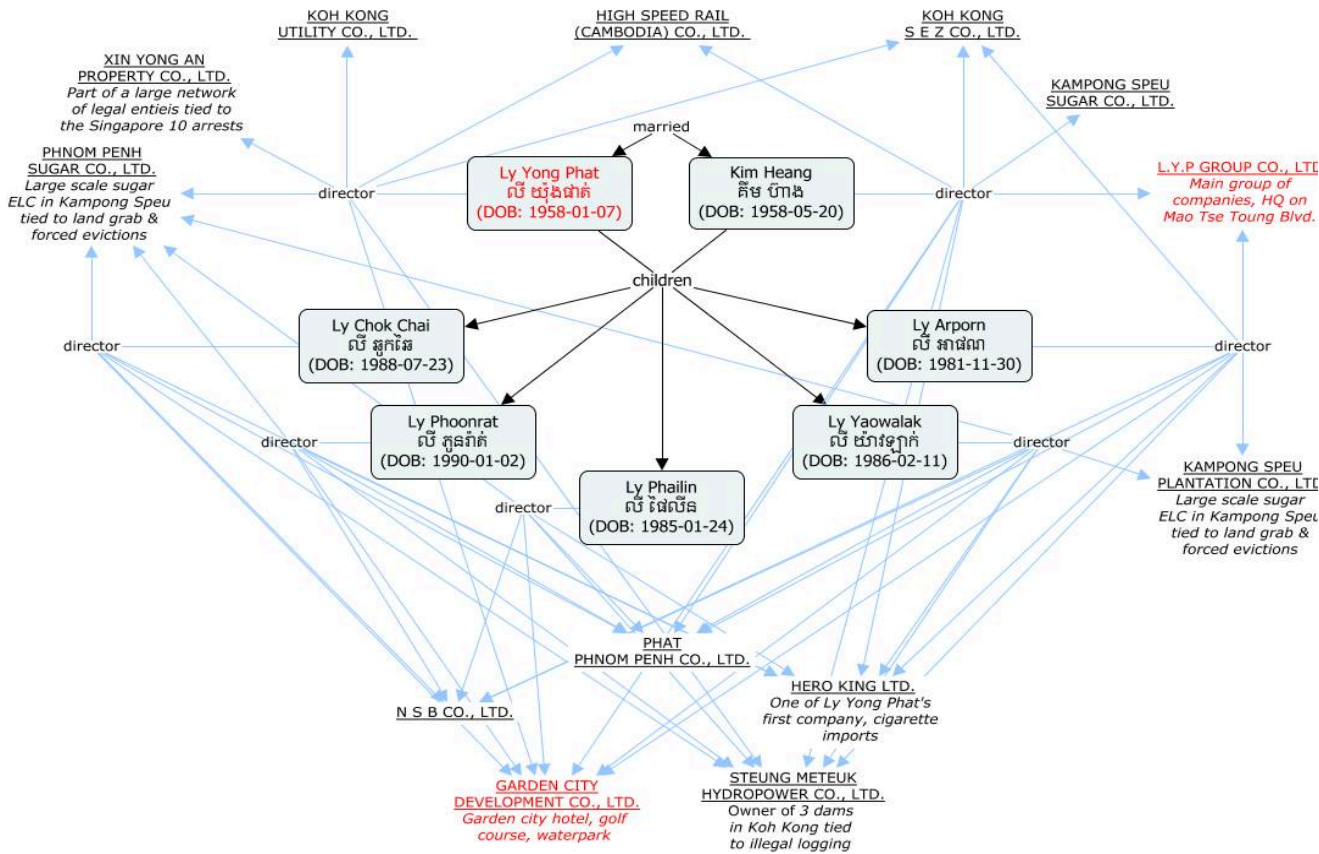 KOH KONG
UTILITY CO., LTD.
HIGH SPEED RAIL
(CAMBODIA) CO., LTD.
KOH KONG
S E Z CO., LTD.
XIN YONG AN
PROPERTY CO., LTD.
Part of a large network
of legal entieis tied to
the Singapore 10 arrests
KAMPONG SPEU
SUGAR CO., LTD.
married
PHNOM PENH
SUGAR CO., LTD.
Large scale sugar
ELC in Kampong Speu
tied to land grab &
forced evictions
director
Ly Yong Phat
លី យ៉ុងផាត់
(DOB: 1958-01-07)
Kim Heang
គឹម ហ៊ាង
(DOB: 1958-05-20)
director
L.Y.P GROUP CO., LTD
Main group of
companies, HQ on
Mao Tse Toung Blvd.
children
director
Ly Chok Chai
លី ឆួកឆៃ
(DOB: 1988-07-23)
Ly Arporn
លី អាផណ
(DOB: 1981-11-30)
director
director
Ly Phoonrat
លី ភូនរ៉ាត់
(DOB: 1990-01-02)
Ly Yaowalak
លី យ៉ាវឡាក់
(DOB: 1986-02-11)
director
director
Ly Phailin
លី ផៃលីន
(DOB: 1985-01-24)
KAMPONG SPEU
PLANTATION CO., LTD
Large scale sugar
ELC in Kampong Speu
tied to land grab &
forced evictions
PHAT
PHNOM PENH CO., LTD.
N S B CO., LTD.
HERO KING LTD.
One of Ly Yong Phat's
first company, cigarette
imports
GARDEN CITY
DEVELOPMENT CO., LTD.
Garden city hotel, golf
course, waterpark
STEUNG METEUK
HYDROPOWER CO., LTD.
Owner of 3 dams
in Koh Kong tied
to illegal logging